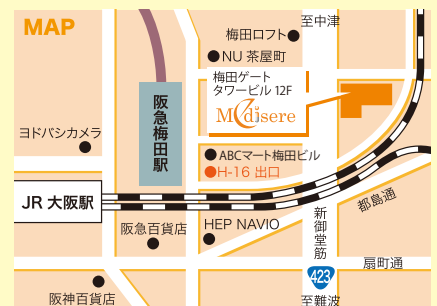 MAP
至中津
梅田ロフト
NU 茶屋町
梅田ゲート
タワービル 12F
Medisere
阪急梅田駅
ヨドバシカメラ
ABCマート梅田ビル
H-16 出口
JR 大阪駅
都島通
HEP NAVIO
阪急百貨店
新御堂筋
扇町通
423
阪神百貨店
至難波